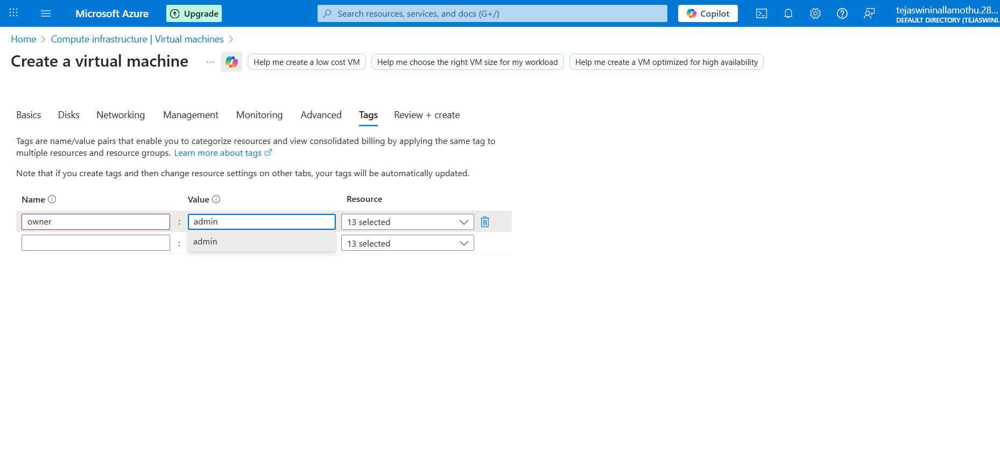 Microsoft Azure
Upgrade
Search resources, services, and docs (G+/)
Copilot
tejaswininallamothu.28...
DEFAULT DIRECTORY (TEJASWINI.
Home > Compute infrastructure | Virtual machines >
Create a virtual machine
...
Help me create a low cost VM
Help me choose the right VM size for my workload
Help me create a VM optimized for high availability
Basics Disks Networking Management Monitoring Advanced Tags Review + create
Tags are name/value pairs that enable you to categorize resources and view consolidated billing by applying the same tag to
multiple resources and resource groups. Learn more about tags
Note that if you create tags and then change resource settings on other tabs, your tags will be automatically updated.
Name Value Resource
owner : admin 13 selected
: admin 13 selected